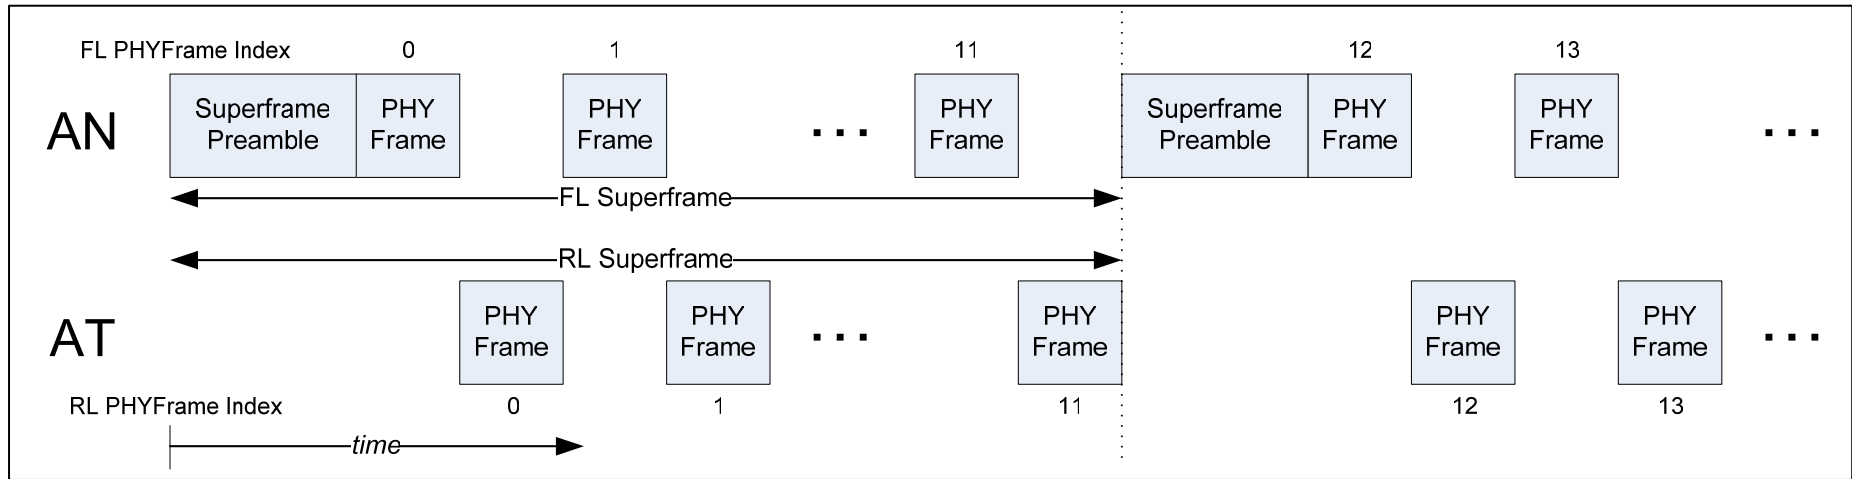 FL PHYFrame Index 0 1 11 12 13
AN
Superframe
Preamble
PHY
Frame
PHY
Frame
...
PHY
Frame
Superframe
Preamble
PHY
Frame
PHY
Frame
...
FL Superframe
RL Superframe
AT
PHY
Frame
PHY
Frame
...
PHY
Frame
PHY
Frame
PHY
Frame
...
RL PHYFrame Index 0 1 11 12 13
time